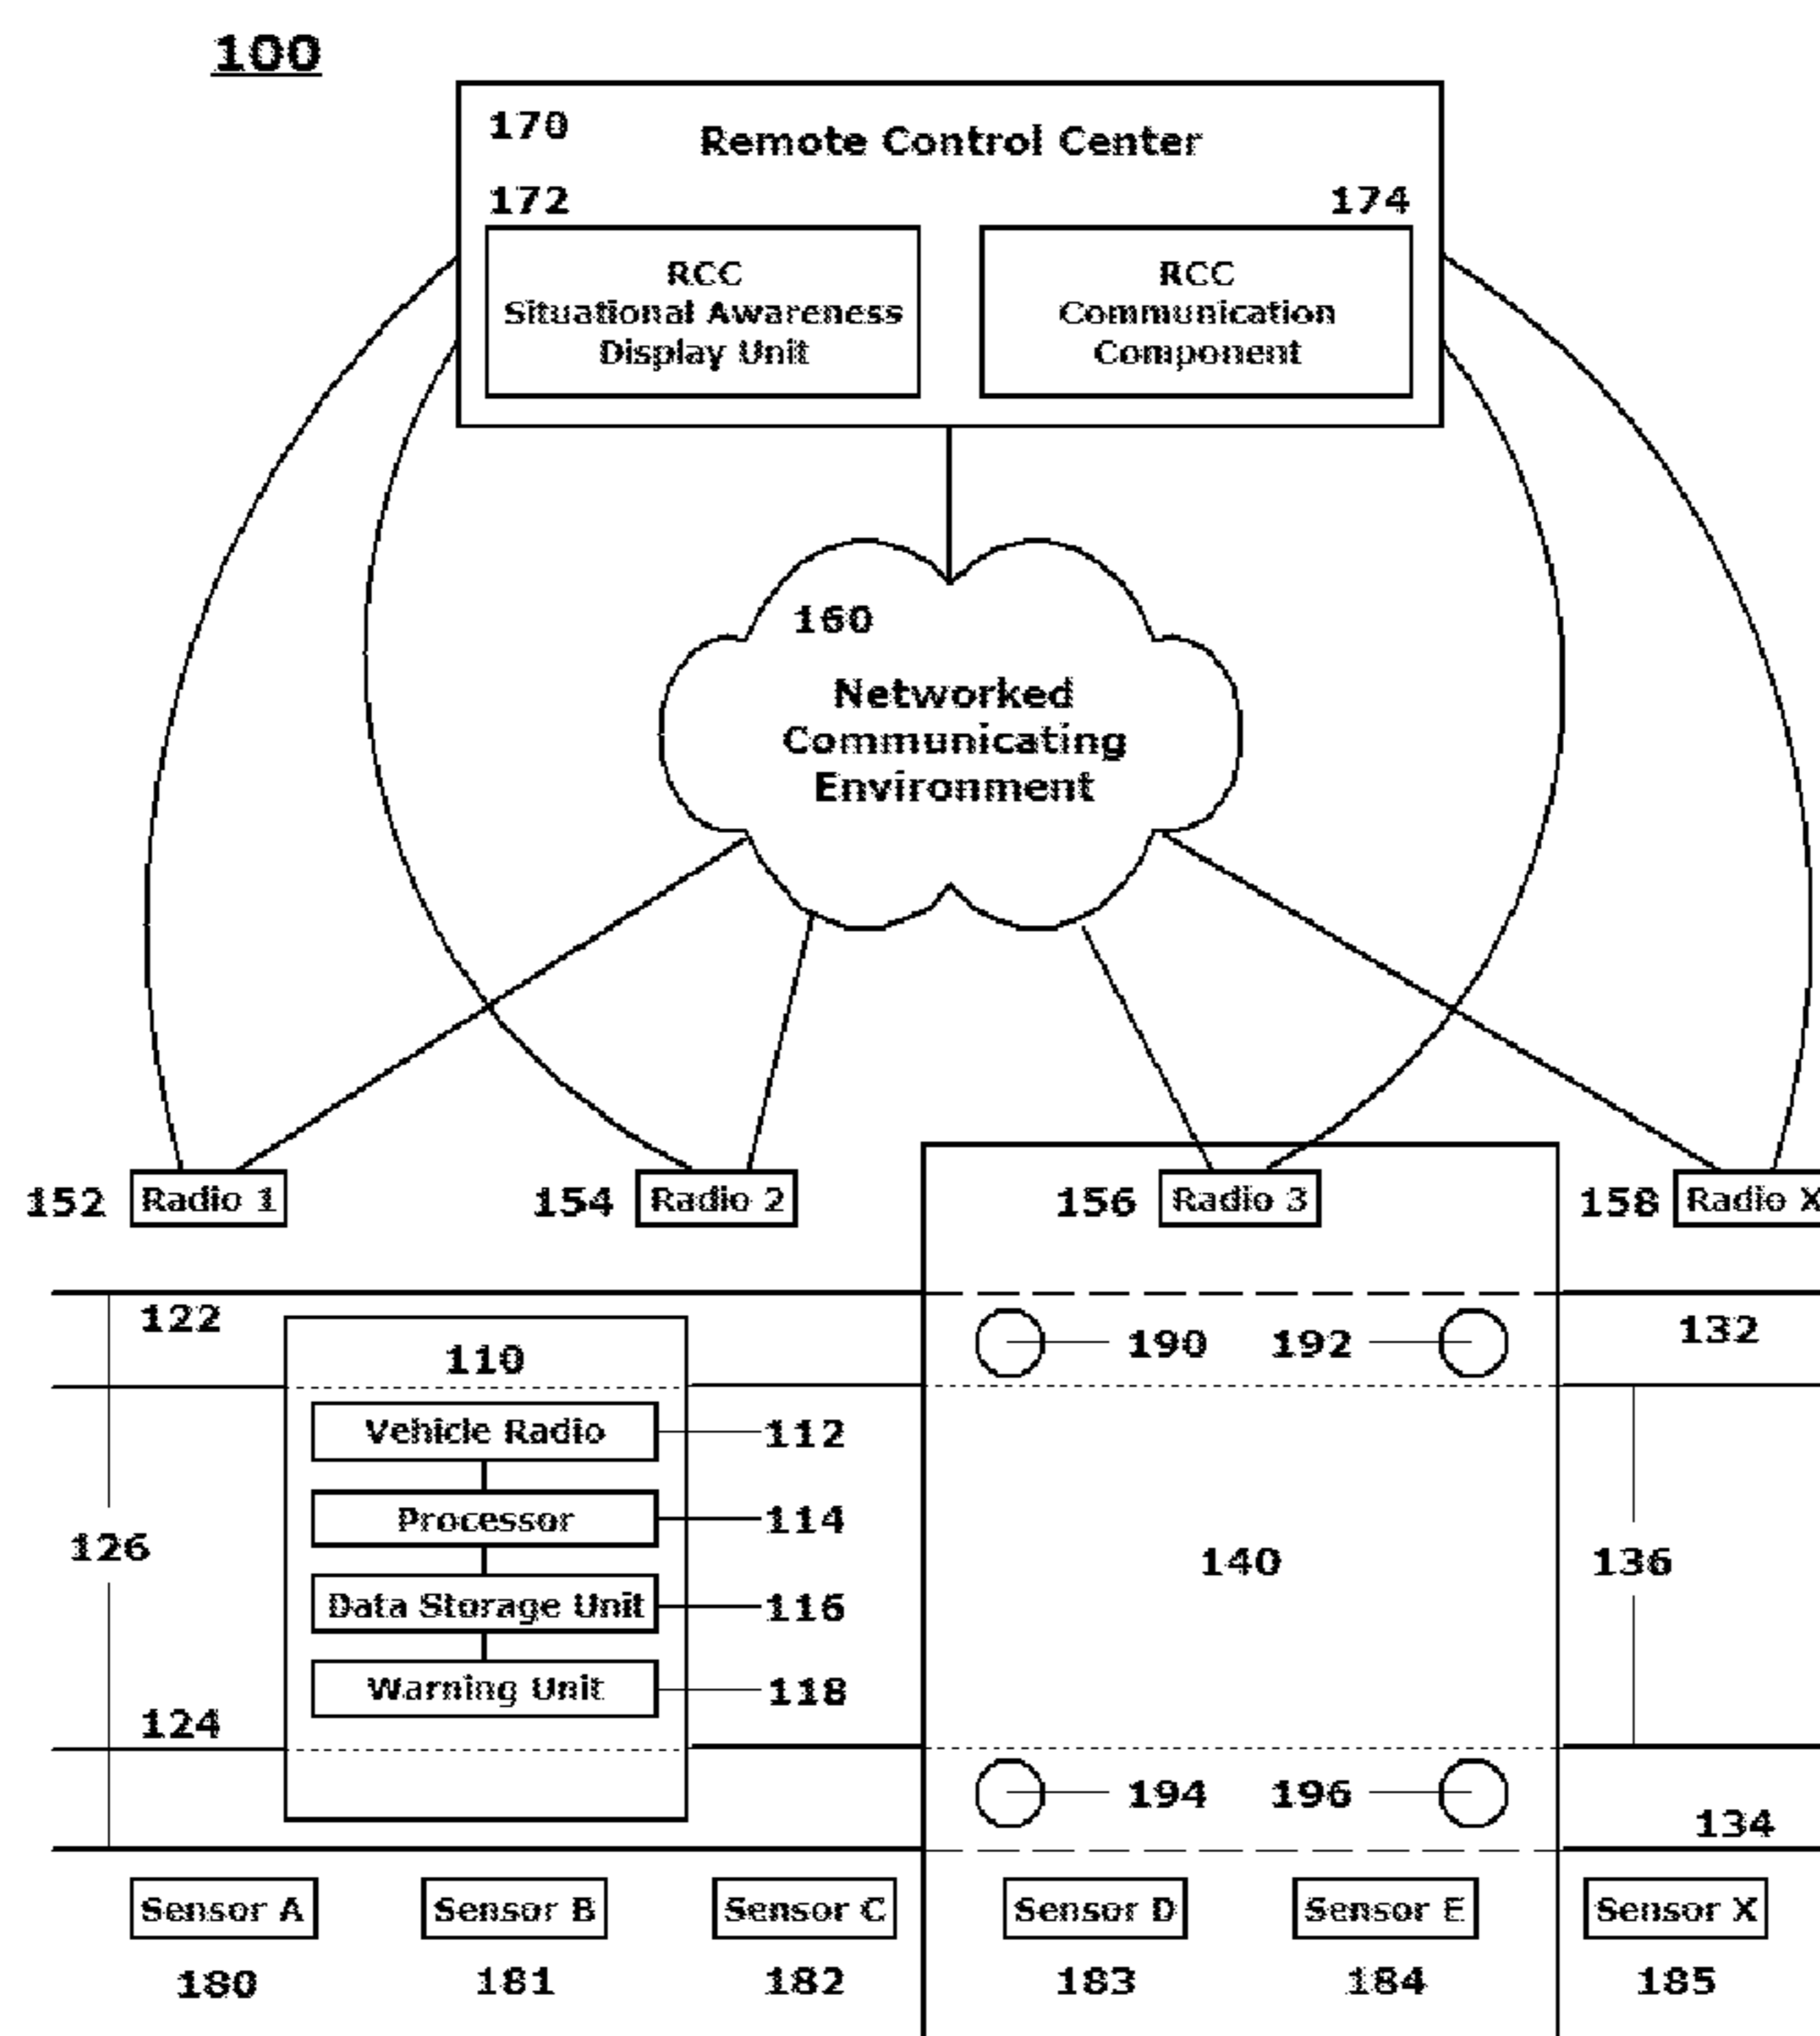 100
170
Remote Control Center
172
174
RCC
Situational Awareness
Display Unit
RCC
Communication
Component
160
Networked
Communicating
Environment
152
Radio 1
154
Radio 2
156
Radio 3
158
Radio X
122
110
190
192
132
Vehicle Radio
112
Processor
114
126
140
136
Data Storage Unit
116
Warning Unit
118
124
194
196
134
Sensor A
Sensor B
Sensor C
Sensor D
Sensor E
Sensor X
180
181
182
183
184
185